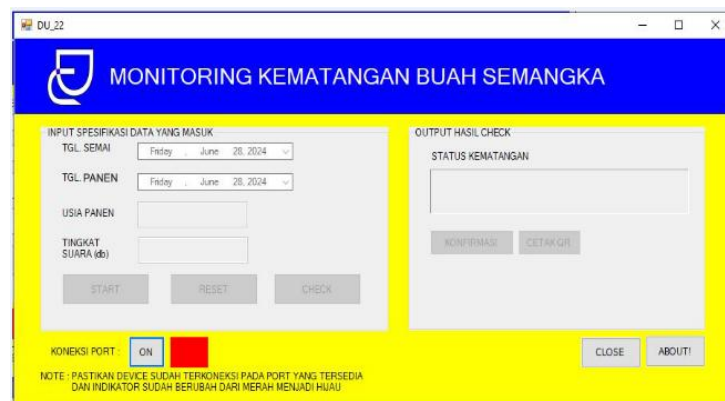 DU_22
MONITORING KEMATANGAN BUAH SEMANGKA
INPUT SPESIFIKASI DATA YANG MASUK
TGL. SEMAI
Friday , June 28, 2024
TGL. PANEN
Friday , June 28, 2024
USIA PANEN
TINGKAT
SUARA (db)
START RESET CHECK
OUTPUT HASIL CHECK
STATUS KEMATANGAN
KONFIRMASI CETAK QR
KONEKSI PORT : ON
CLOSE ABOUT!
NOTE : PASTIKAN DEVICE SUDAH TERKONEKSI PADA PORT YANG TERSEDIA
DAN INDIKATOR SUDAH BERUBAH DARI MERAH MENJADI HIJAU